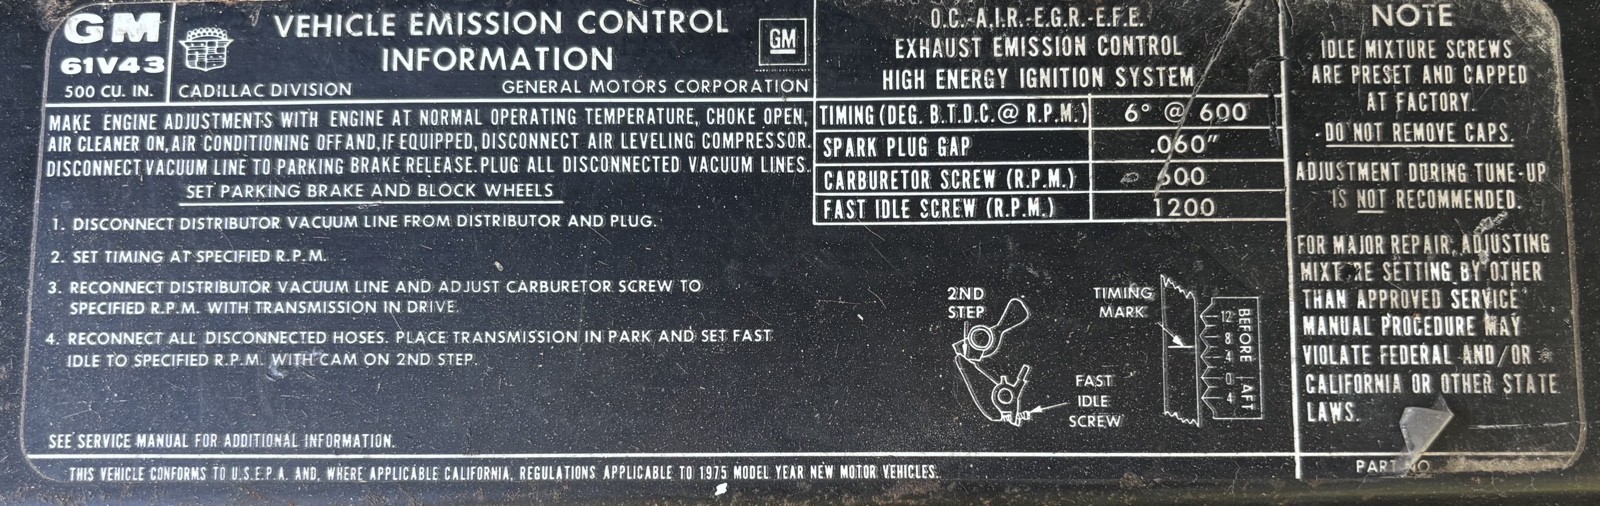 GM
61V43
500 CU. IN.
VEHICLE EMISSION CONTROL
INFORMATION
GM
CADILLAC DIVISION
GENERAL MOTORS CORPORATION
MAKE ENGINE ADJUSTMENTS WITH ENGINE AT NORMAL OPERATING TEMPERATURE, CHOKE OPEN,
AIR CLEANER ON, AIR CONDITIONING OFF AND, IF EQUIPPED, DISCONNECT AIR LEVELING COMPRESSOR.
DISCONNECT VACUUM LINE TO PARKING BRAKE RELEASE. PLUG ALL DISCONNECTED VACUUM LINES.
SET PARKING BRAKE AND BLOCK WHEELS
1. DISCONNECT DISTRIBUTOR VACUUM LINE FROM DISTRIBUTOR AND PLUG.
2. SET TIMING AT SPECIFIED R.P.M.
3. RECONNECT DISTRIBUTOR VACUUM LINE AND ADJUST CARBURETOR SCREW TO
SPECIFIED R.P.M. WITH TRANSMISSION IN DRIVE.
4. RECONNECT ALL DISCONNECTED HOSES. PLACE TRANSMISSION IN PARK AND SET FAST
IDLE TO SPECIFIED R.P.M. WITH CAM ON 2ND STEP.
SEE SERVICE MANUAL FOR ADDITIONAL INFORMATION.
THIS VEHICLE CONFORMS TO U.S.E.P.A. AND, WHERE APPLICABLE CALIFORNIA, REGULATIONS APPLICABLE TO 1975 MODEL YEAR NEW MOTOR VEHICLES.
O.C.-A.I.R.-E.G.R.-E.F.E.
EXHAUST EMISSION CONTROL
HIGH ENERGY IGNITION SYSTEM
TIMING (DEG. B.T.D.C. @ R.P.M.) 6° @ 600
SPARK PLUG GAP .060"
CARBURETOR SCREW (R.P.M.) 600
FAST IDLE SCREW (R.P.M.) 1200
2ND
STEP
FAST
IDLE
SCREW
TIMING
MARK
12
8
4
0
4
BEFORE
AFT
NOTE
IDLE MIXTURE SCREWS
ARE PRESET AND CAPPED
AT FACTORY.
DO NOT REMOVE CAPS.
ADJUSTMENT DURING TUNE-UP
IS NOT RECOMMENDED.
FOR MAJOR REPAIR, ADJUSTING
MIXTURE SETTING BY OTHER
THAN APPROVED SERVICE
MANUAL PROCEDURE MAY
VIOLATE FEDERAL AND/OR
CALIFORNIA OR OTHER STATE
LAWS.
PART NO